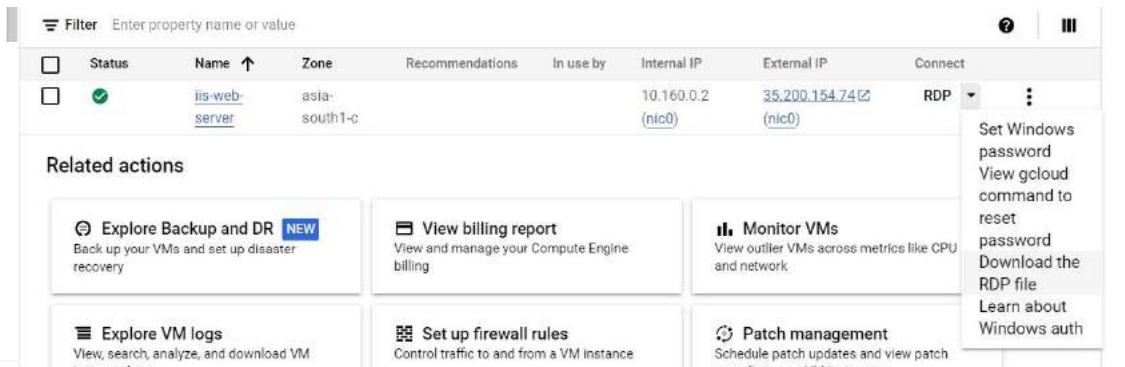 Filter Enter property name or value
Status Name ↑ Zone Recommendations In use by Internal IP External IP Connect
iis-web- asia- 10.160.0.2 35.200.154.74 RDP
server south1-c (nic0) (nic0)
Set Windows
password
View gcloud
command to
reset
password
Download the
RDP file
Learn about
Windows auth
Related actions
Explore Backup and DR NEW
Back up your VMs and set up disaster
recovery
View billing report
View and manage your Compute Engine
billing
Monitor VMs
View outlier VMs across metrics like CPU
and network
Explore VM logs
View, search, analyze, and download VM
Set up firewall rules
Control traffic to and from a VM instance
Patch management
Schedule patch updates and view patch